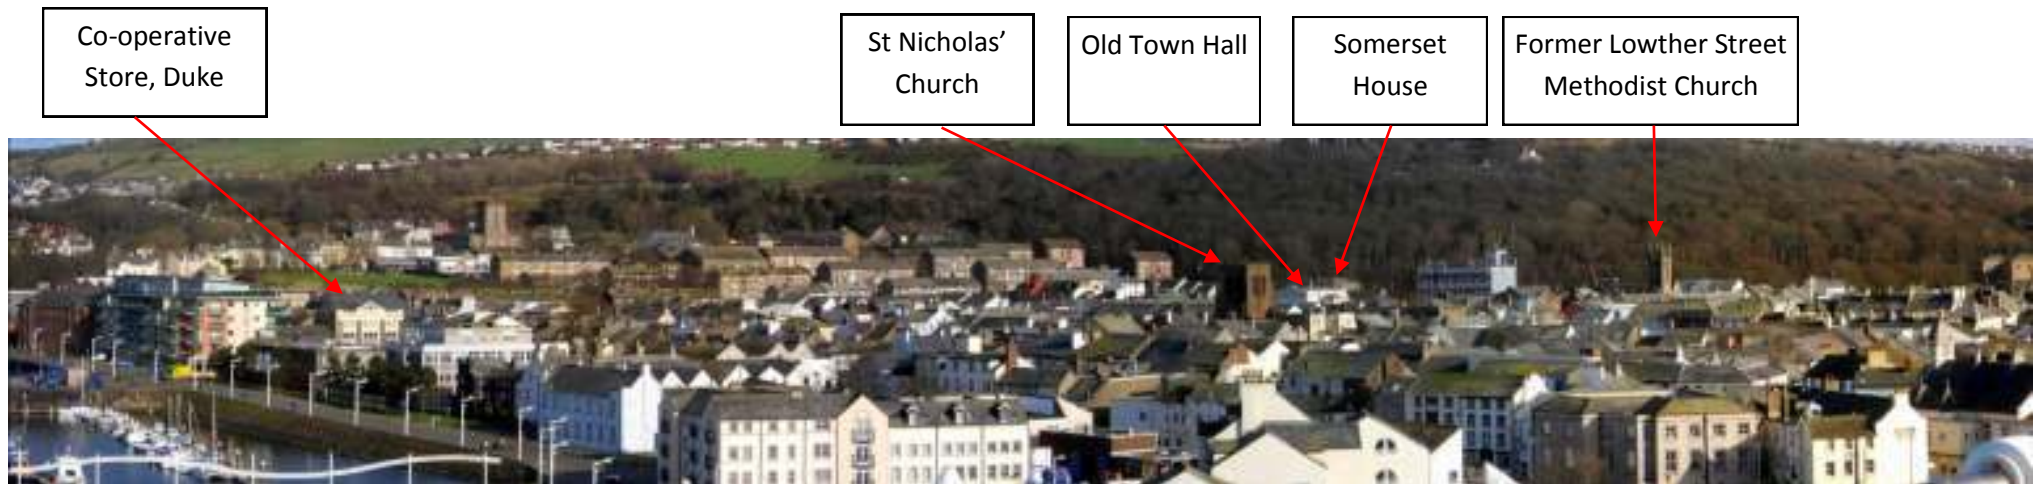 Co-operative
Store, Duke
St Nicholas’
Church
Old Town Hall
Somerset
House
Former Lowther Street
Methodist Church